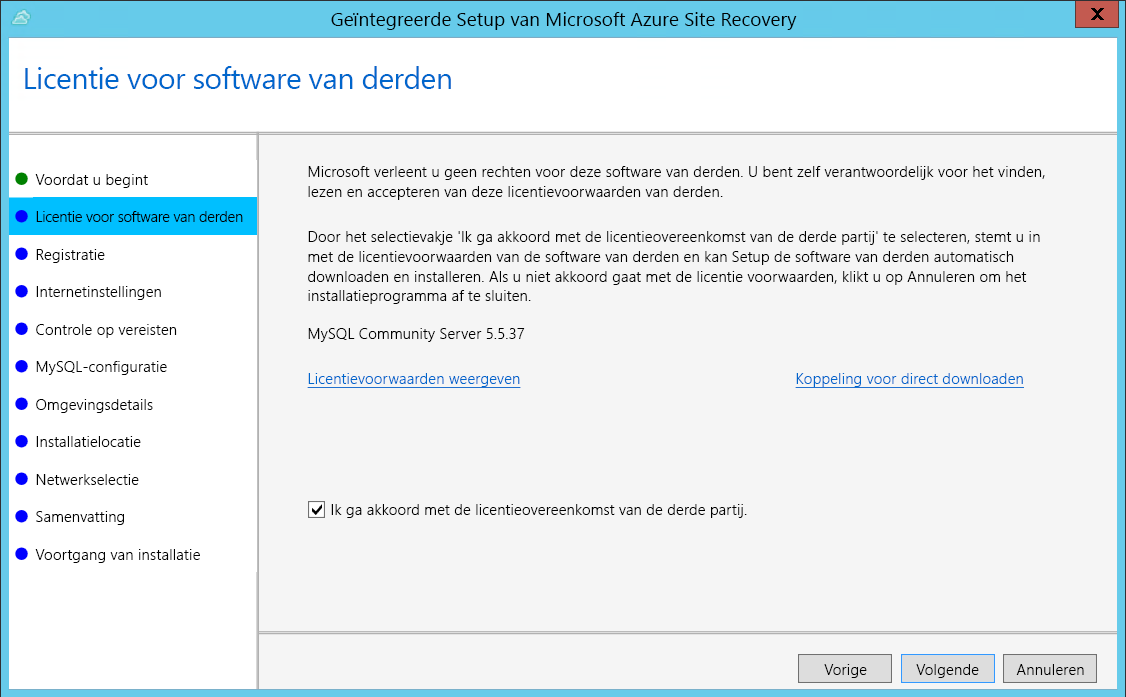 Geïntegreerde Setup van Microsoft Azure Site Recovery
X
Licentie voor software van derden
Voordat u begint
Licentie voor software van derden
Registratie
Internetinstellingen
Controle op vereisten
MySQL-configuratie
Omgevingsdetails
Installatielocatie
Netwerkselectie
Samenvatting
Voortgang van installatie
Microsoft verleent u geen rechten voor deze software van derden. U bent zelf verantwoordelijk voor het vinden,
lezen en accepteren van deze licentievoorwaarden van derden.
Door het selectievakje 'Ik ga akkoord met de licentieovereenkomst van de derde partij' te selecteren, stemt u in
met de licentievoorwaarden van de software van derden en kan Setup de software van derden automatisch
downloaden en installeren. Als u niet akkoord gaat met de licentie voorwaarden, klikt u op Annuleren om het
installatieprogramma af te sluiten.
MySQL Community Server 5.5.37
Licentievoorwaarden weergeven
Koppeling voor direct downloaden
Ik ga akkoord met de licentieovereenkomst van de derde partij.
Vorige
Volgende
Annuleren